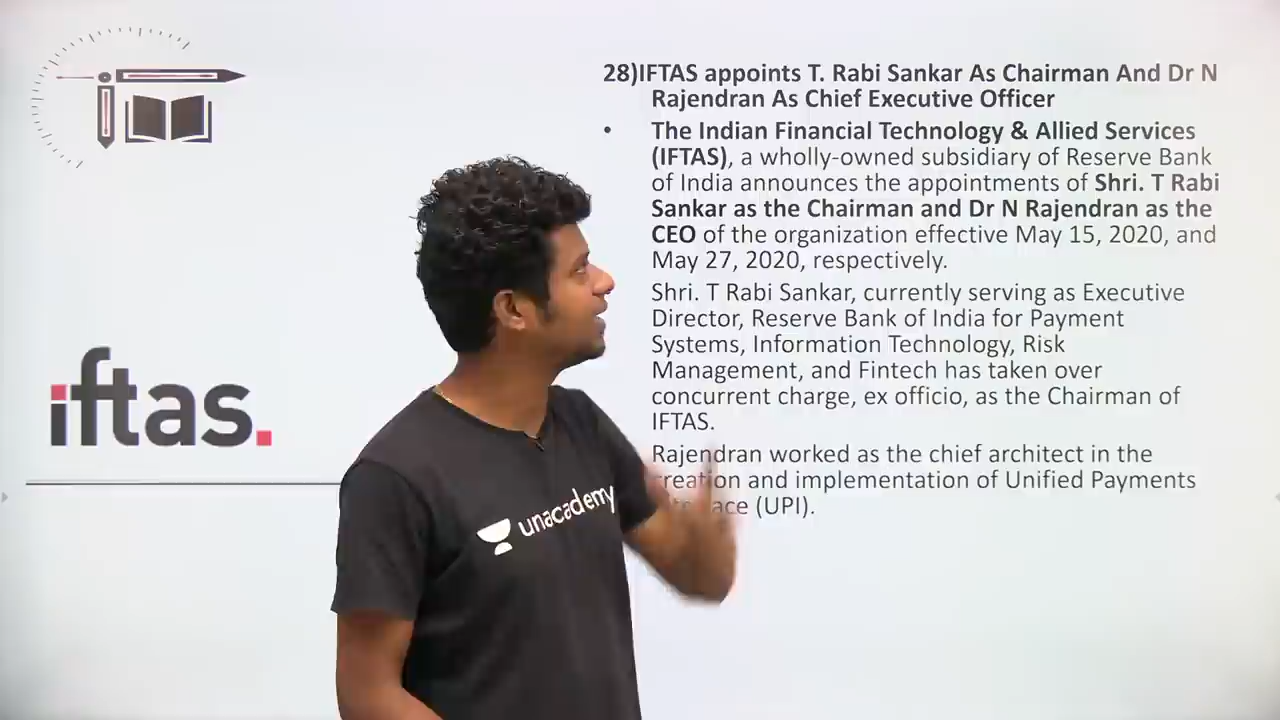 28)IFTAS appoints T. Rabi Sankar As Chairman And Dr N
Rajendran As Chief Executive Officer
• The Indian Financial Technology & Allied Services
(IFTAS), a wholly-owned subsidiary of Reserve Bank
of India announces the appointments of Shri. T Rabi
Sankar as the Chairman and Dr N Rajendran as the
CEO of the organization effective May 15, 2020, and
May 27, 2020, respectively.
Shri. T Rabi Sankar, currently serving as Executive
Director, Reserve Bank of India for Payment
Systems, Information Technology, Risk
Management, and Fintech has taken over
concurrent charge, ex officio, as the Chairman of
IFTAS.
Rajendran worked as the chief architect in the
creation and implementation of Unified Payments
(UPI).
iftas.
unacademy